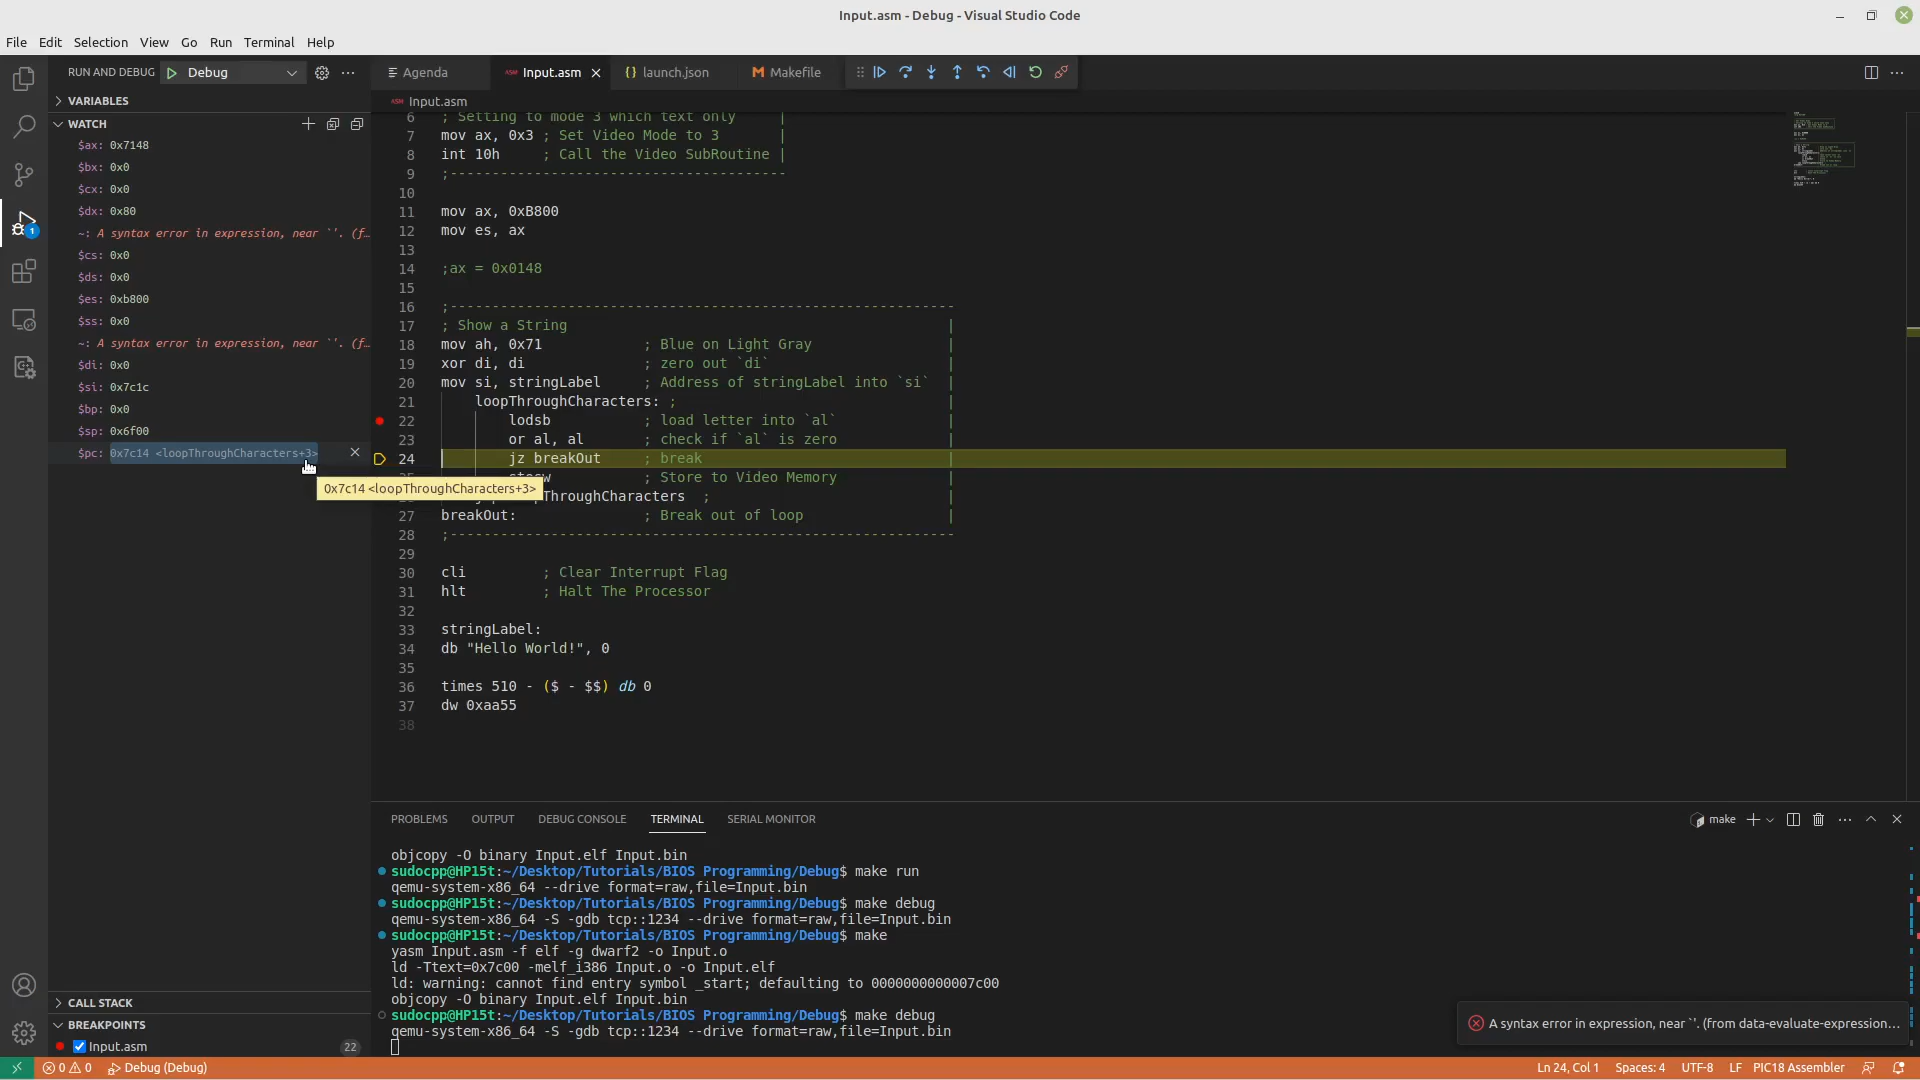 Input.asm - Debug - Visual Studio Code
File Edit Selection View Go Run Terminal Help
RUN AND DEBUG Debug
Agenda
Input.asm
launch.json
Makefile
VARIABLES
WATCH
$ax: 0x7148
$bx: 0x0
$cx: 0x0
$dx: 0x80
~: A syntax error in expression, near `'. (f…
$cs: 0x0
$ds: 0x0
$es: 0xb800
$ss: 0x0
~: A syntax error in expression, near `'. (f…
$di: 0x0
$si: 0x7c1c
$bp: 0x0
$sp: 0x6f00
$pc: 0x7c14 <loopThroughCharacters+3>
0x7c14 <loopThroughCharacters+3>
CALL STACK
BREAKPOINTS
Input.asm 22
Input.asm
6 ; Setting to mode 3 which text only |
7 mov ax, 0x3 ; Set Video Mode to 3 |
8 int 10h ; Call the Video SubRoutine |
9 ;----------------------------------------
10
11 mov ax, 0xB800
12 mov es, ax
13
14 ;ax = 0x0148
15
16 ;------------------------------------------------------------
17 ; Show a String |
18 mov ah, 0x71 ; Blue on Light Gray |
19 xor di, di ; zero out `di` |
20 mov si, stringLabel ; Address of stringLabel into `si` |
21 loopThroughCharacters: ; |
22 lodsb ; load letter into `al` |
23 or al, al ; check if `al` is zero |
24 jz breakOut ; break |
; Store to Video Memory |
ThroughCharacters ; |
27 breakOut: ; Break out of loop |
28 ;------------------------------------------------------------
29
30 cli ; Clear Interrupt Flag
31 hlt ; Halt The Processor
32
33 stringLabel:
34 db "Hello World!", 0
35
36 times 510 - ($ - $$) db 0
37 dw 0xaa55
38
PROBLEMS OUTPUT DEBUG CONSOLE TERMINAL SERIAL MONITOR
make
objcopy -O binary Input.elf Input.bin
sudocpp@HP15t:~/Desktop/Tutorials/BIOS Programming/Debug$ make run
qemu-system-x86_64 --drive format=raw,file=Input.bin
sudocpp@HP15t:~/Desktop/Tutorials/BIOS Programming/Debug$ make debug
qemu-system-x86_64 -S -gdb tcp::1234 --drive format=raw,file=Input.bin
sudocpp@HP15t:~/Desktop/Tutorials/BIOS Programming/Debug$ make
yasm Input.asm -f elf -g dwarf2 -o Input.o
ld -Ttext=0x7c00 -melf_i386 Input.o -o Input.elf
ld: warning: cannot find entry symbol _start; defaulting to 0000000000007c00
objcopy -O binary Input.elf Input.bin
sudocpp@HP15t:~/Desktop/Tutorials/BIOS Programming/Debug$ make debug
qemu-system-x86_64 -S -gdb tcp::1234 --drive format=raw,file=Input.bin
A syntax error in expression, near `'. (from data-evaluate-expression…
0 0 Debug (Debug)
Ln 24, Col 1 Spaces: 4 UTF-8 LF PIC18 Assembler